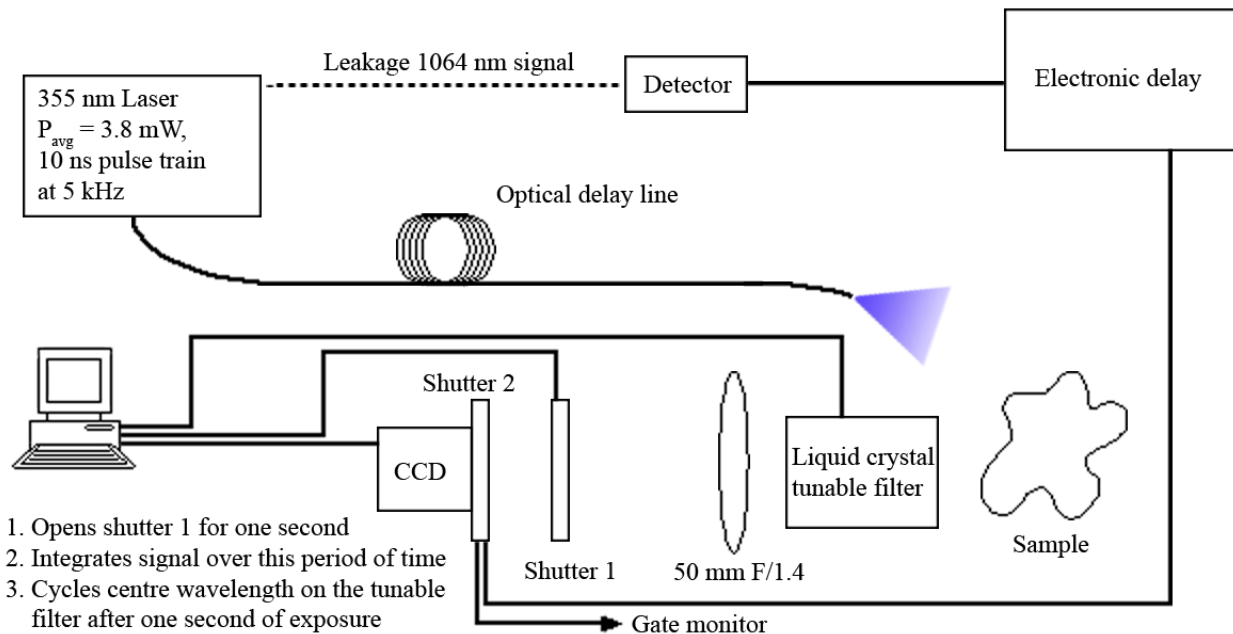 Leakage 1064 nm signal
Detector
Electronic delay
355 nm Laser
Pavg = 3.8 mW,
10 ns pulse train
at 5 kHz
Optical delay line
Shutter 2
CCD
Liquid crystal
tunable filter
1. Opens shutter 1 for one second
2. Integrates signal over this period of time
3. Cycles centre wavelength on the tunable
filter after one second of exposure
Shutter 1
50 mm F/1.4
Sample
Gate monitor